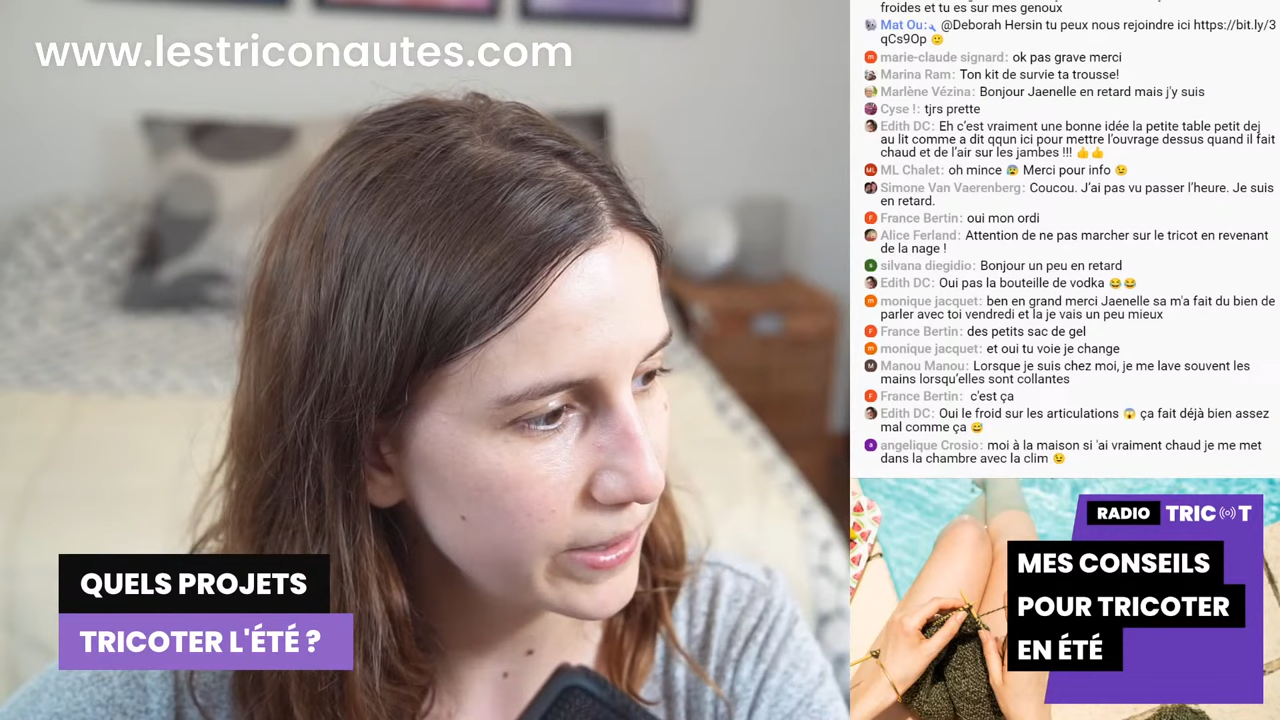 www.lestriconautes.com
QUELS PROJETS
TRICOTER L'ÉTÉ ?
froides et tu es sur mes genoux
Mat Ou: @Deborah Hersin tu peux nous rejoindre ici https://bit.ly/3
qCs9Op 🙂
marie-claude signard: ok pas grave merci
Marina Ram: Ton kit de survie ta trousse!
Marlène Vézina: Bonjour Jaenelle en retard mais j'y suis
Cyse !: tjrs prette
Edith DC: Eh c'est vraiment une bonne idée la petite table petit dej
au lit comme a dit qqun ici pour mettre l'ouvrage dessus quand il fait
chaud et de l'air sur les jambes !!! 👍👍
ML Chalet: oh mince 😰 Merci pour info 😉
Simone Van Vaerenberg: Coucou. J'ai pas vu passer l'heure. Je suis
en retard.
France Bertin: oui mon ordi
Alice Ferland: Attention de ne pas marcher sur le tricot en revenant
de la nage !
silvana diegidio: Bonjour un peu en retard
Edith DC: Oui pas la bouteille de vodka 😂😂
monique jacquet: ben en grand merci Jaenelle sa m'a fait du bien de
parler avec toi vendredi et la je vais un peu mieux
France Bertin: des petits sac de gel
monique jacquet: et oui tu voie je change
Manou Manou: Lorsque je suis chez moi, je me lave souvent les
mains lorsqu'elles sont collantes
France Bertin: c'est ça
Edith DC: Oui le froid sur les articulations 😱 ça fait déjà bien assez
mal comme ça 😅
angelique Crosio: moi à la maison si 'ai vraiment chaud je me met
dans la chambre avec la clim 😉
RADIO TRICOT
MES CONSEILS
POUR TRICOTER
EN ÉTÉ